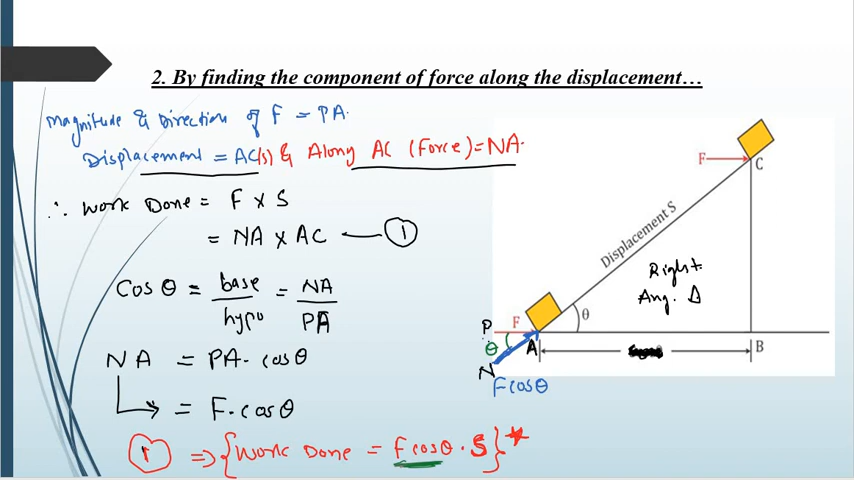 2. By finding the component of force along the displacement…
Magnitude & Direction of F = PA.
Displacement = AC(s) & Along AC (Force) = NA.
∴ Work Done = F × S
= NA × AC ← 1
Cos θ = base/hypo = NA/PA
NA = PA. cos θ
= F. cos θ
1 ⇒ {Work Done = F cos θ . S}*
F
C
Displacement S
Right.
Ang. Δ
θ
P
F
θ
A
B
N
F cos θ